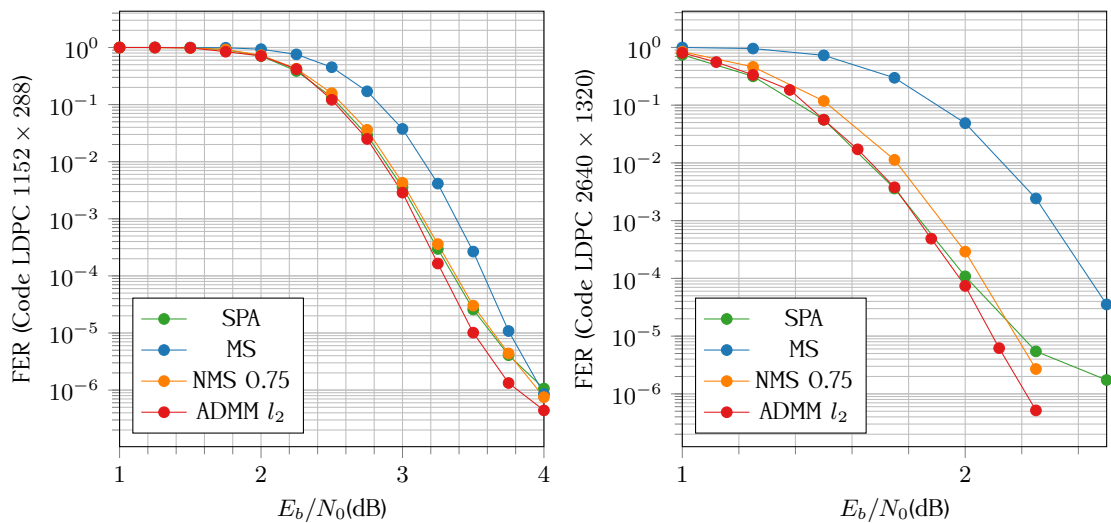 FER (Code LDPC 1152 × 288)
10^0
10^-1
10^-2
10^-3
10^-4
10^-5
10^-6
SPA
MS
NMS 0.75
ADMM l_2
1 2 3 4
E_b/N_0(dB)
FER (Code LDPC 2640 × 1320)
10^0
10^-1
10^-2
10^-3
10^-4
10^-5
10^-6
SPA
MS
NMS 0.75
ADMM l_2
1 2
E_b/N_0(dB)